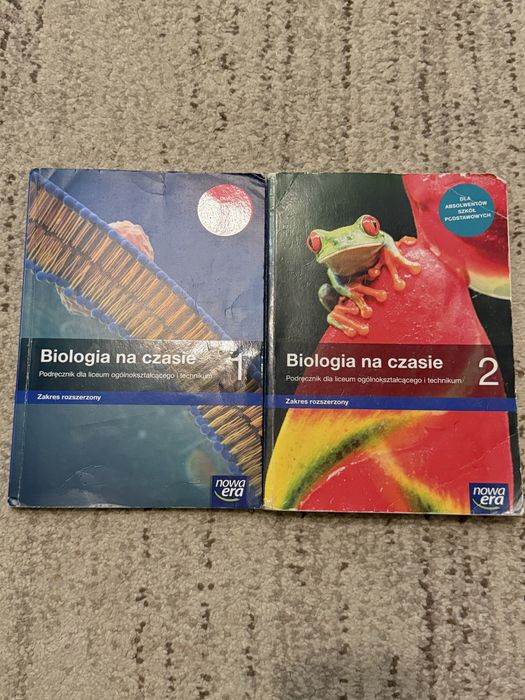 Biologia na czasie 1
Podręcznik dla liceum ogólnokształcącego i technikum
Zakres rozszerzony
nowa
era
DLA
ABSOLWENTÓW
SZKÓŁ
PODSTAWOWYCH
Biologia na czasie 2
Podręcznik dla liceum ogólnokształcącego i technikum
Zakres rozszerzony
nowa
era